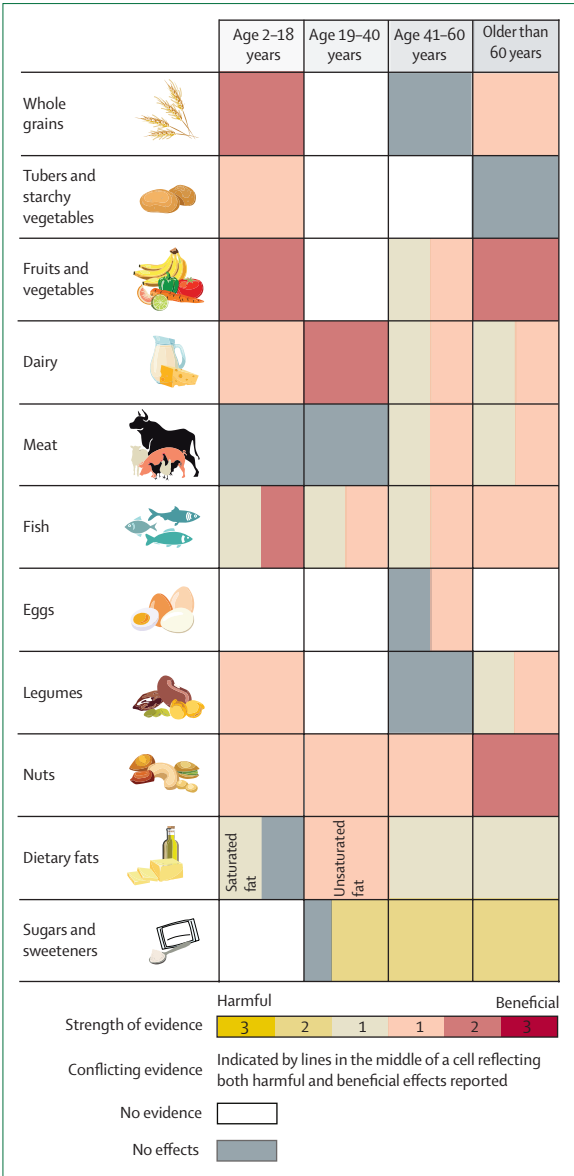 Age 2–18 years
Age 19–40 years
Age 41–60 years
Older than 60 years
Whole
grains
Tubers and
starchy
vegetables
Fruits and
vegetables
Dairy
Meat
Fish
Eggs
Legumes
Nuts
Dietary fats
Saturated
fat
Unsaturated
fat
Sugars and
sweeteners
Harmful
Beneficial
Strength of evidence
3 2 1 1 2 3
Conflicting evidence
Indicated by lines in the middle of a cell reflecting
both harmful and beneficial effects reported
No evidence
No effects